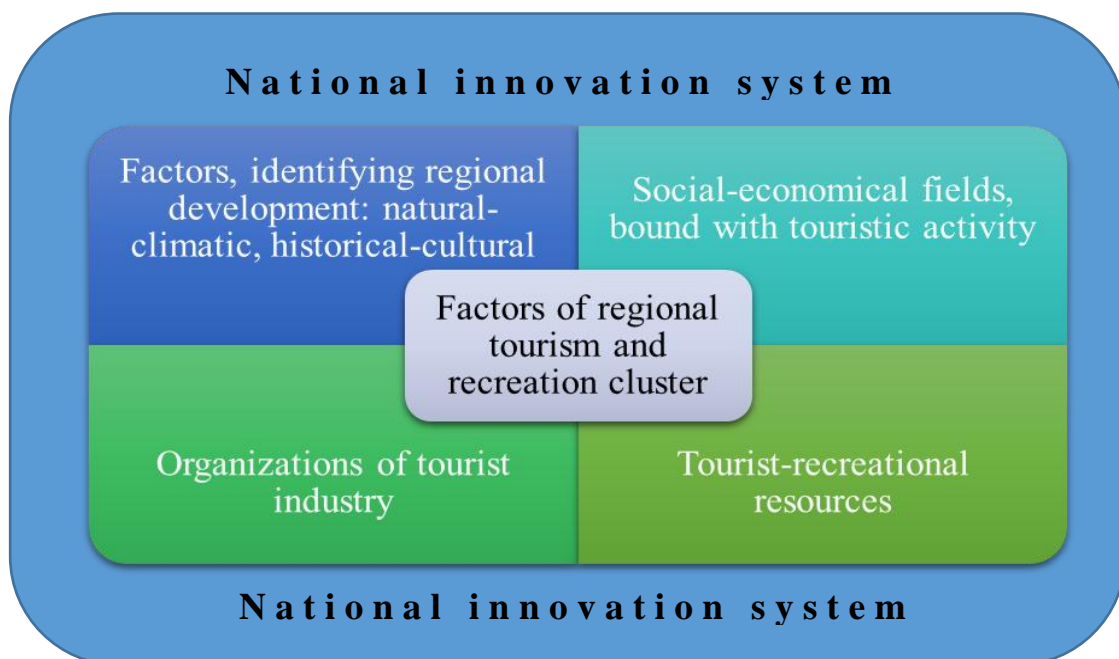 National innovation system
Factors, identifying regional
development: natural-
climatic, historical-cultural
Social-economical fields,
bound with touristic activity
Factors of regional
tourism and
recreation cluster
Organizations of tourist
industry
Tourist-recreational
resources
National innovation system